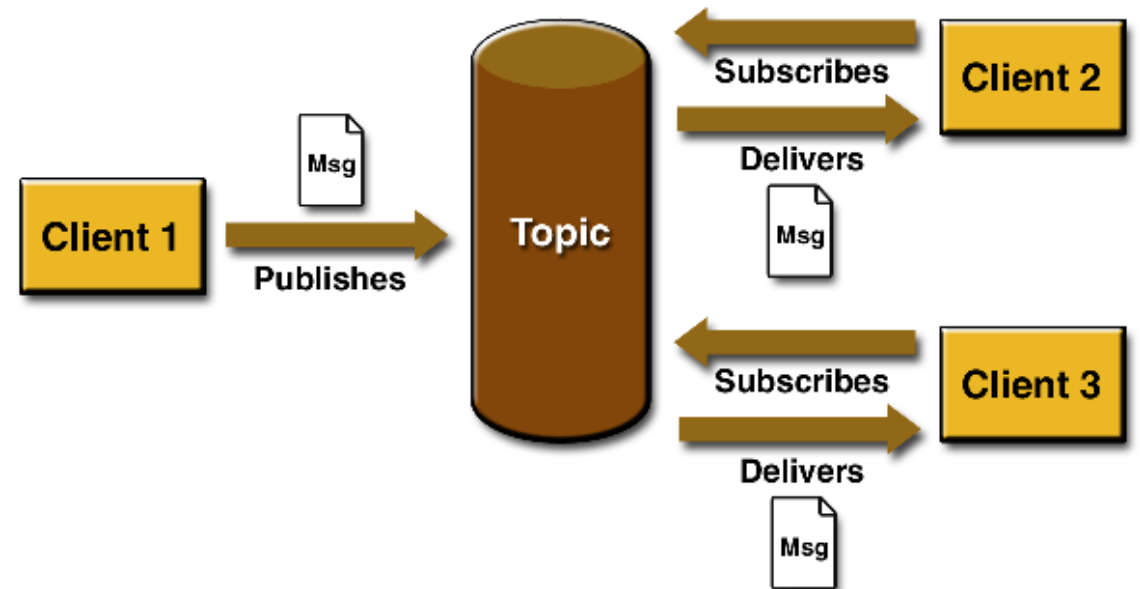 Msg
Client 1
Publishes
Topic
Subscribes
Client 2
Delivers
Msg
Subscribes
Client 3
Delivers
Msg